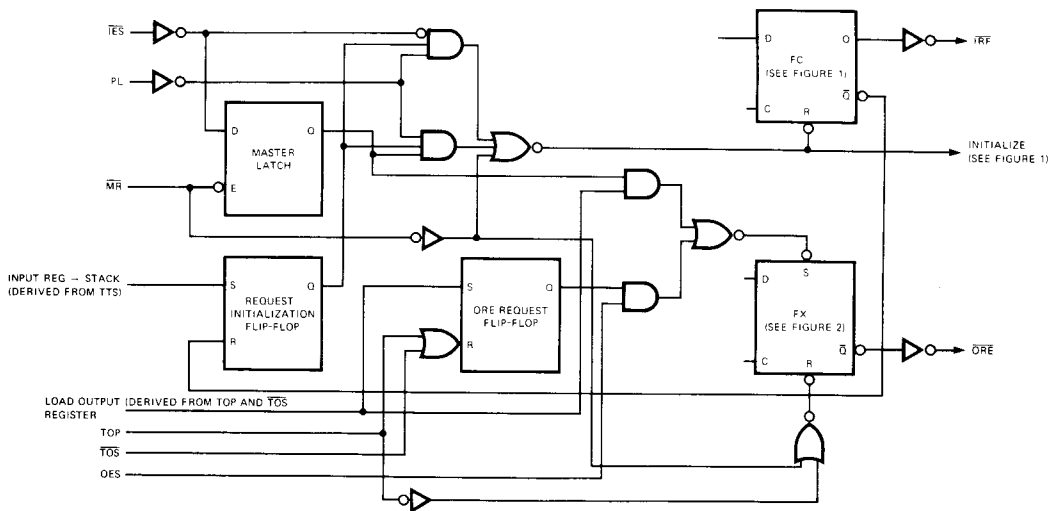 IES
PL
D
Q
MASTER
LATCH
MR
E
INPUT REG – STACK
(DERIVED FROM TTS)
S
Q
REQUEST
INITIALIZATION
FLIP-FLOP
R
S
Q
ORE REQUEST
FLIP-FLOP
R
LOAD OUTPUT (DERIVED FROM TOP AND TOS
REGISTER
TOP
TOS
OES
D
O
FC
(SEE FIGURE 1)
Q
C
R
IRF
INITIALIZE
(SEE FIGURE 1)
S
D
FX
(SEE FIGURE 2)
Q
C
R
ORE